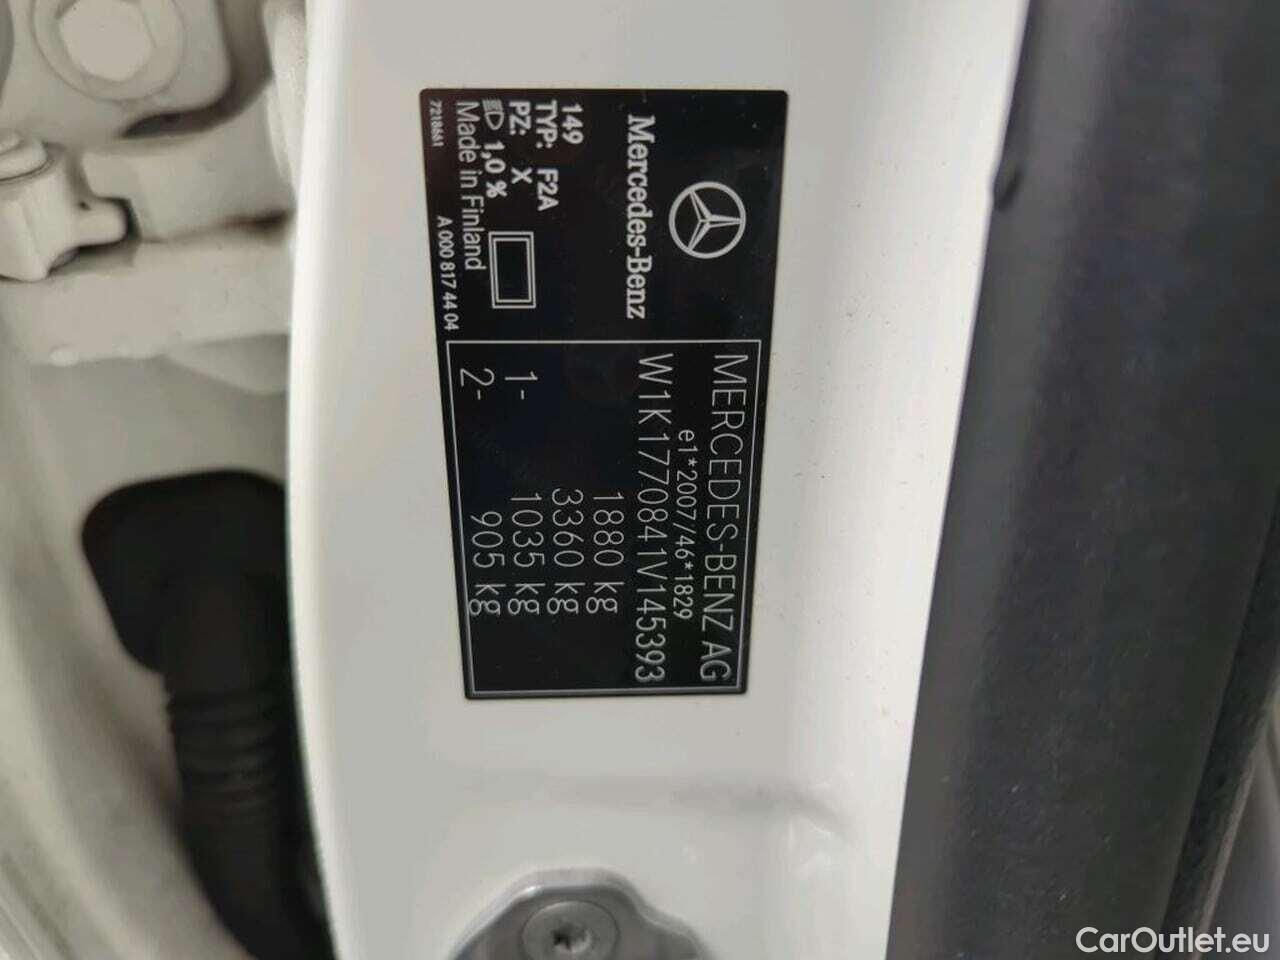 Mercedes-Benz
149
TYP: F2A
PZ: X
1,0 %
Made in Finland
7218661 A 000 817 44 04
MERCEDES-BENZ AG
e1*2007/46*1829
W1K1770841V145393
1880 kg
3360 kg
1- 1035 kg
2- 905 kg
CarOutlet.eu